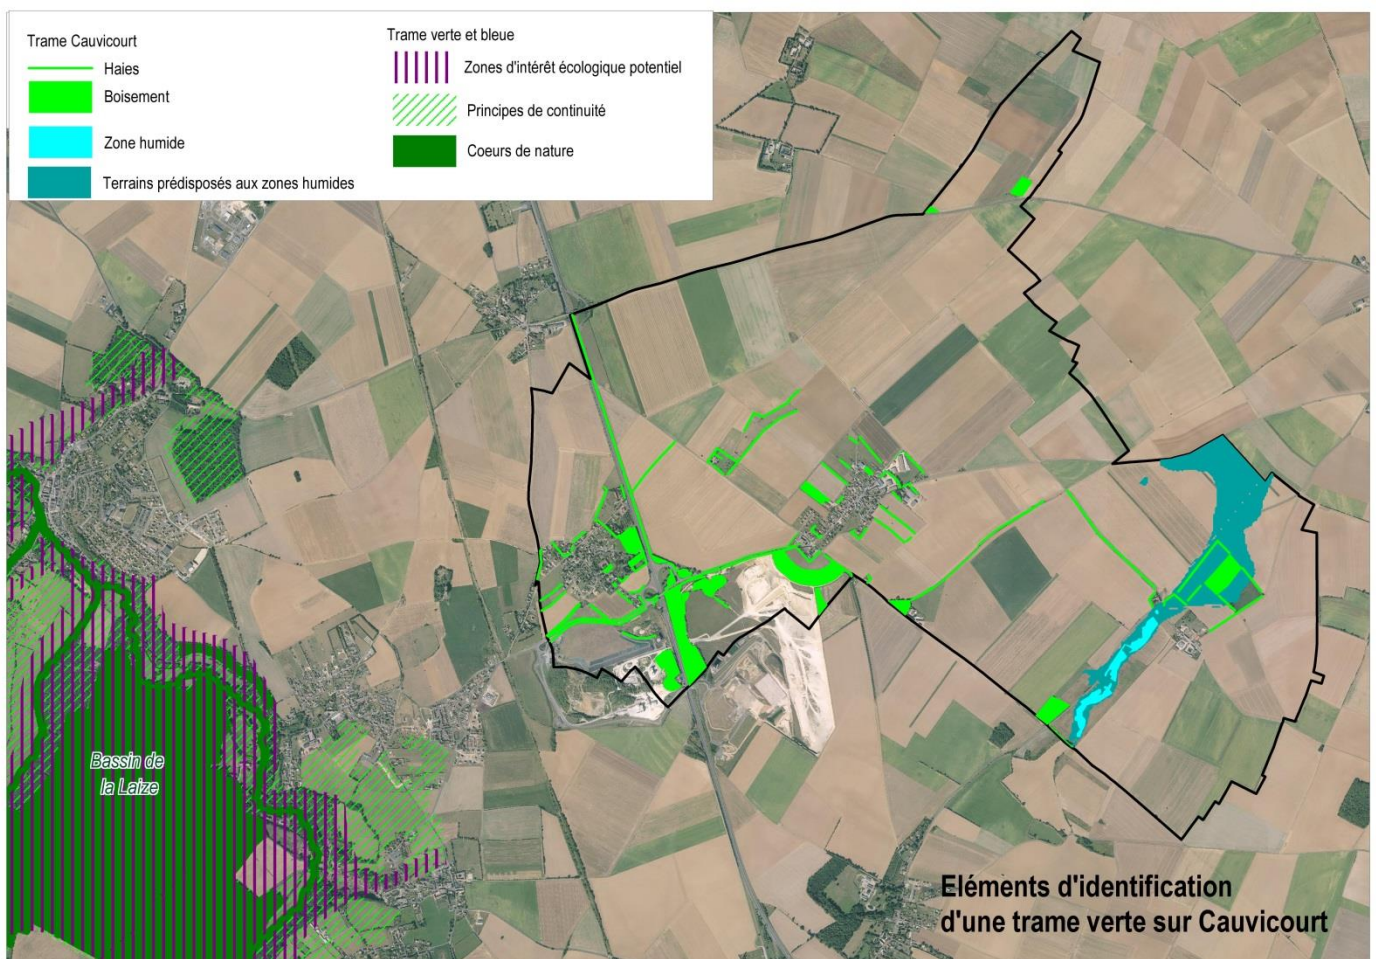 Trame Cauvicourt
Haies
Boisement
Zone humide
Terrains prédisposés aux zones humides
Trame verte et bleue
Zones d'intérêt écologique potentiel
Principes de continuité
Coeurs de nature
Bassin de
la Laize
Eléments d'identification
d'une trame verte sur Cauvicourt